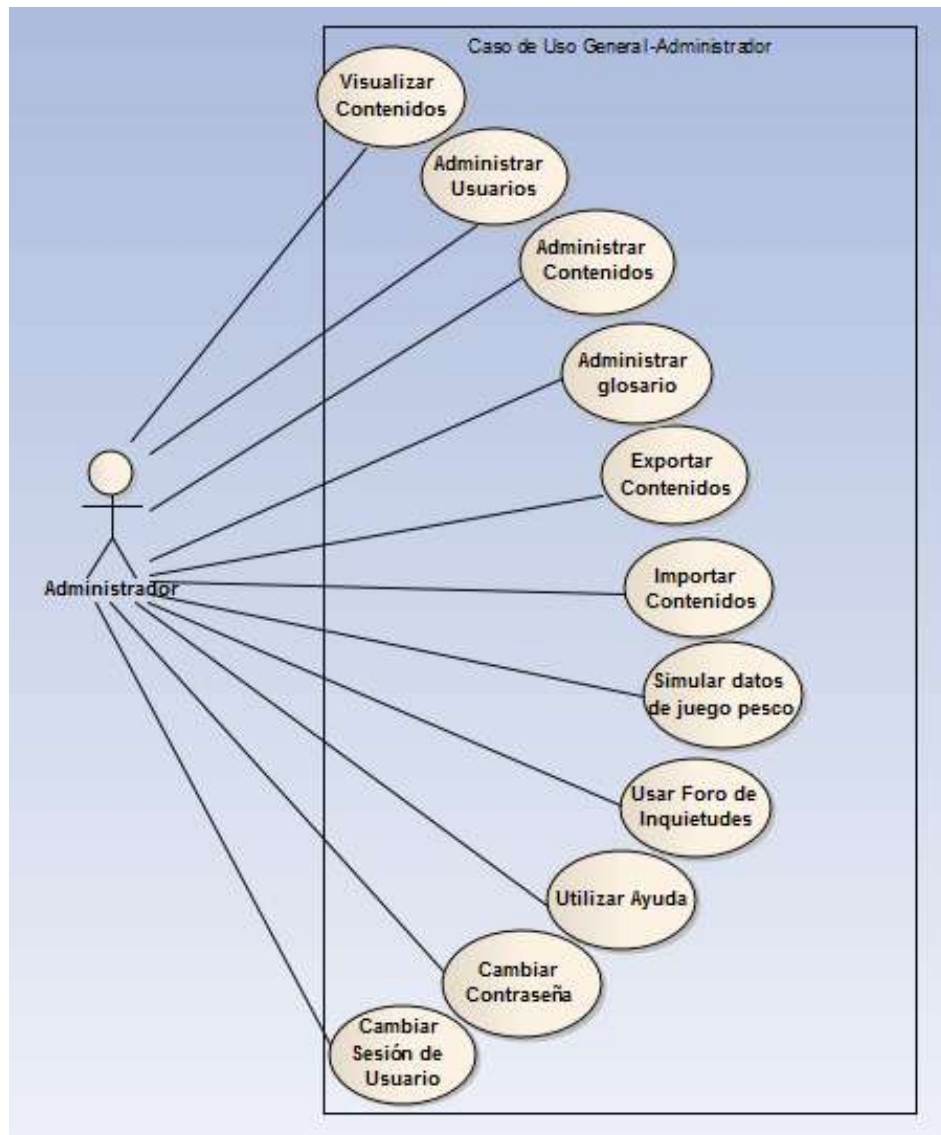 Caso de Uso General-Administrador
Visualizar
Contenidos
Administrar
Usuarios
Administrar
Contenidos
Administrar
glosario
Exportar
Contenidos
Importar
Contenidos
Simular datos
de juego pesco
Usar Foro de
Inquietudes
Utilizar Ayuda
Cambiar
Contraseña
Cambiar
Sesión de
Usuario
Administrador